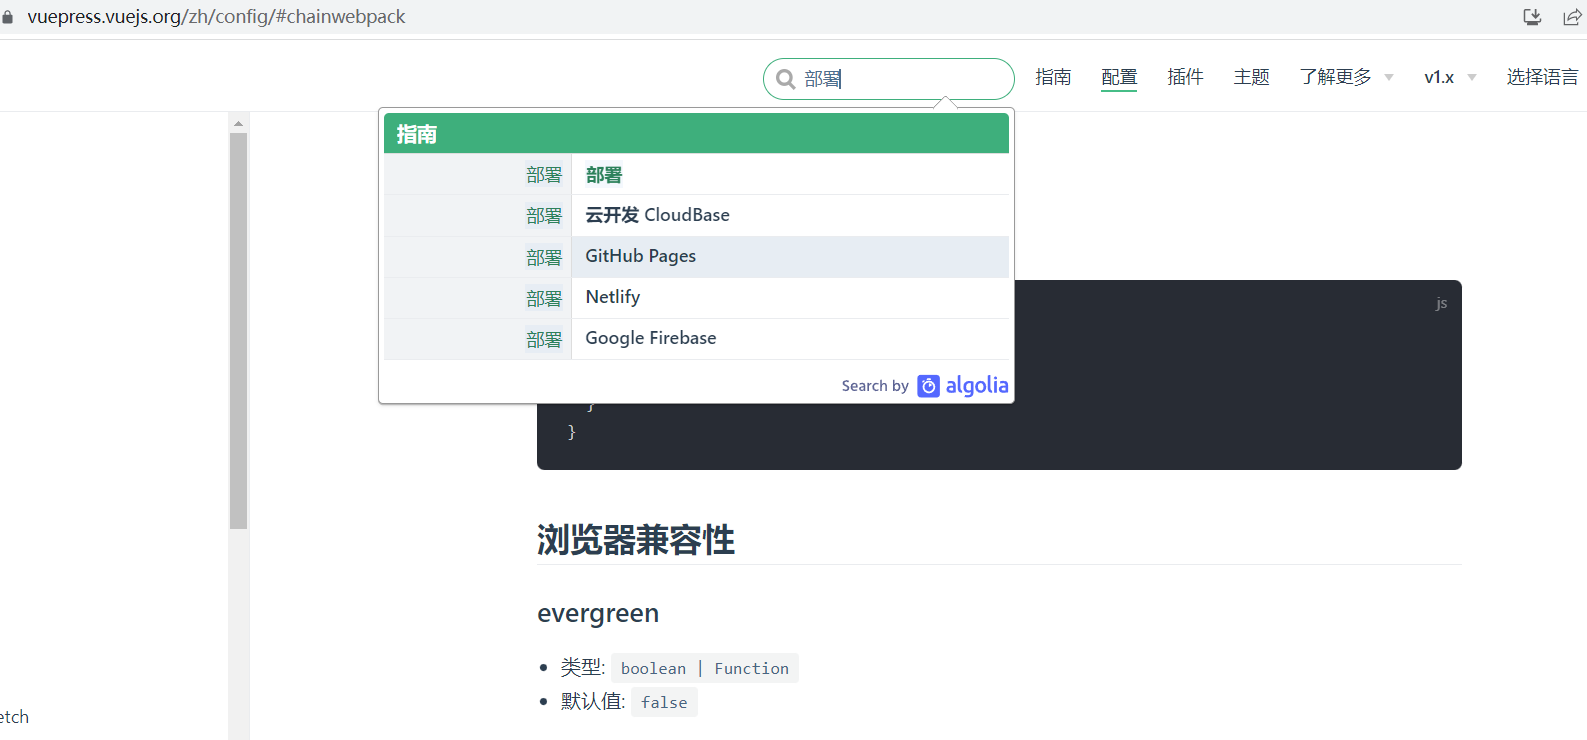 vuepress.vuejs.org/zh/config/#chainwebpack
部署 指南 配置 插件 主题 了解更多 v1.x 选择语言
指南
部署 部署
部署 云开发 CloudBase
部署 GitHub Pages
部署 Netlify
部署 Google Firebase
Search by algolia
js
}
}
浏览器兼容性
evergreen
类型: boolean | Function
默认值: false
etch